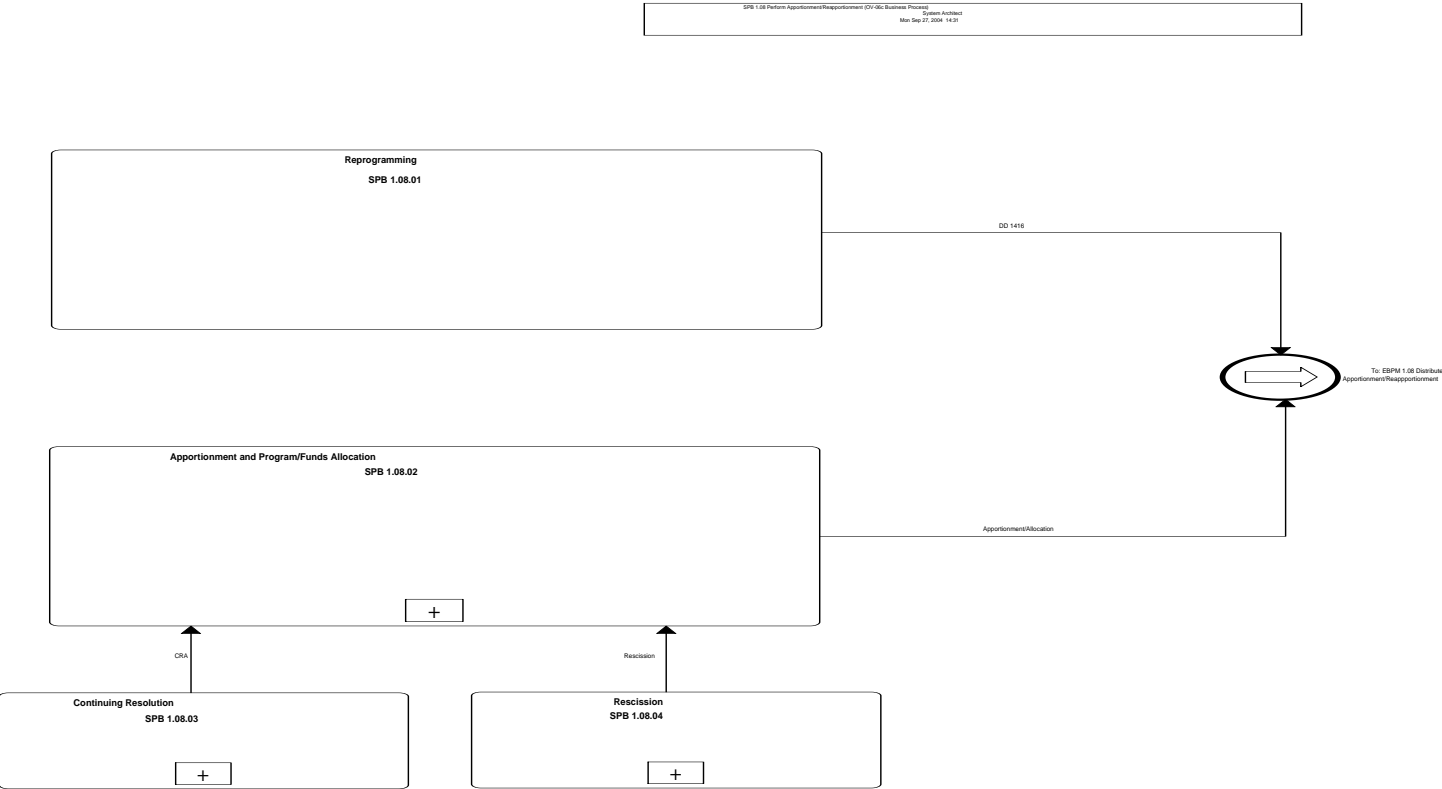 SPB 1.08 Perform Apportionment/Reapportionment (OV-06c Business Process)
System Architect
Mon Sep 27, 2004 14:31
Reprogramming
SPB 1.08.01
DD 1416
To: EBPM 1.08 Distribute
Apportionment/Reappportionment
Apportionment and Program/Funds Allocation
SPB 1.08.02
Apportionment/Allocation
+
CRA
Rescission
Continuing Resolution
SPB 1.08.03
+
Rescission
SPB 1.08.04
+